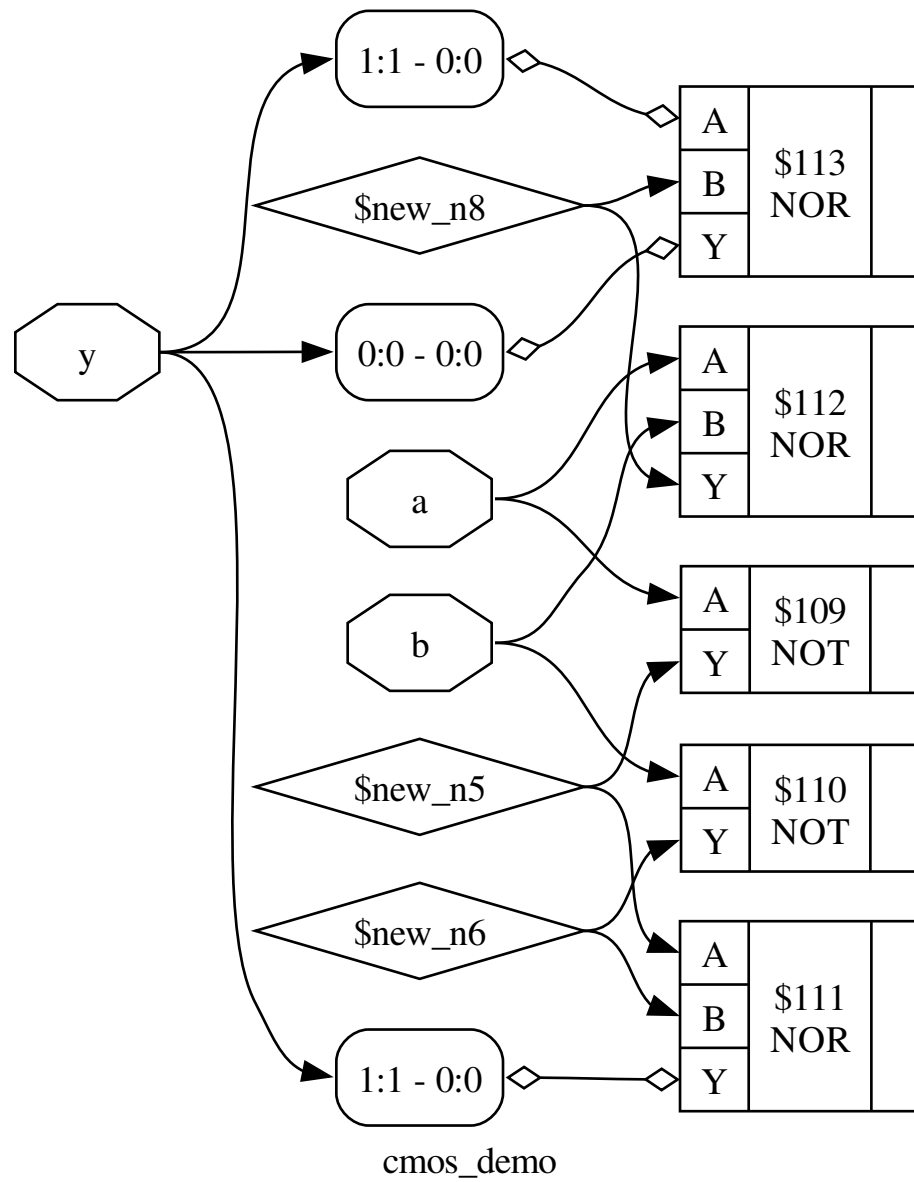 1:1 - 0:0
A
B
Y
$113
NOR
$new_n8
y
0:0 - 0:0
A
B
Y
$112
NOR
a
A
Y
$109
NOT
b
$new_n5
A
Y
$110
NOT
$new_n6
A
B
Y
$111
NOR
1:1 - 0:0
cmos_demo